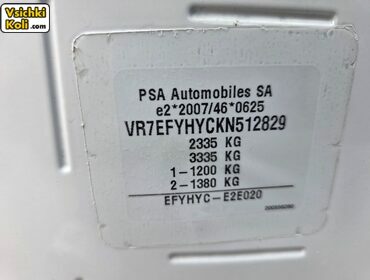 Vsichki
Koli.com
PSA Automobiles SA
e2*2007/46*0625
VR7EFYHYCKN512829
2335 KG
3335 KG
1-1200 KG
2-1380 KG
EFYHYC-E2E020